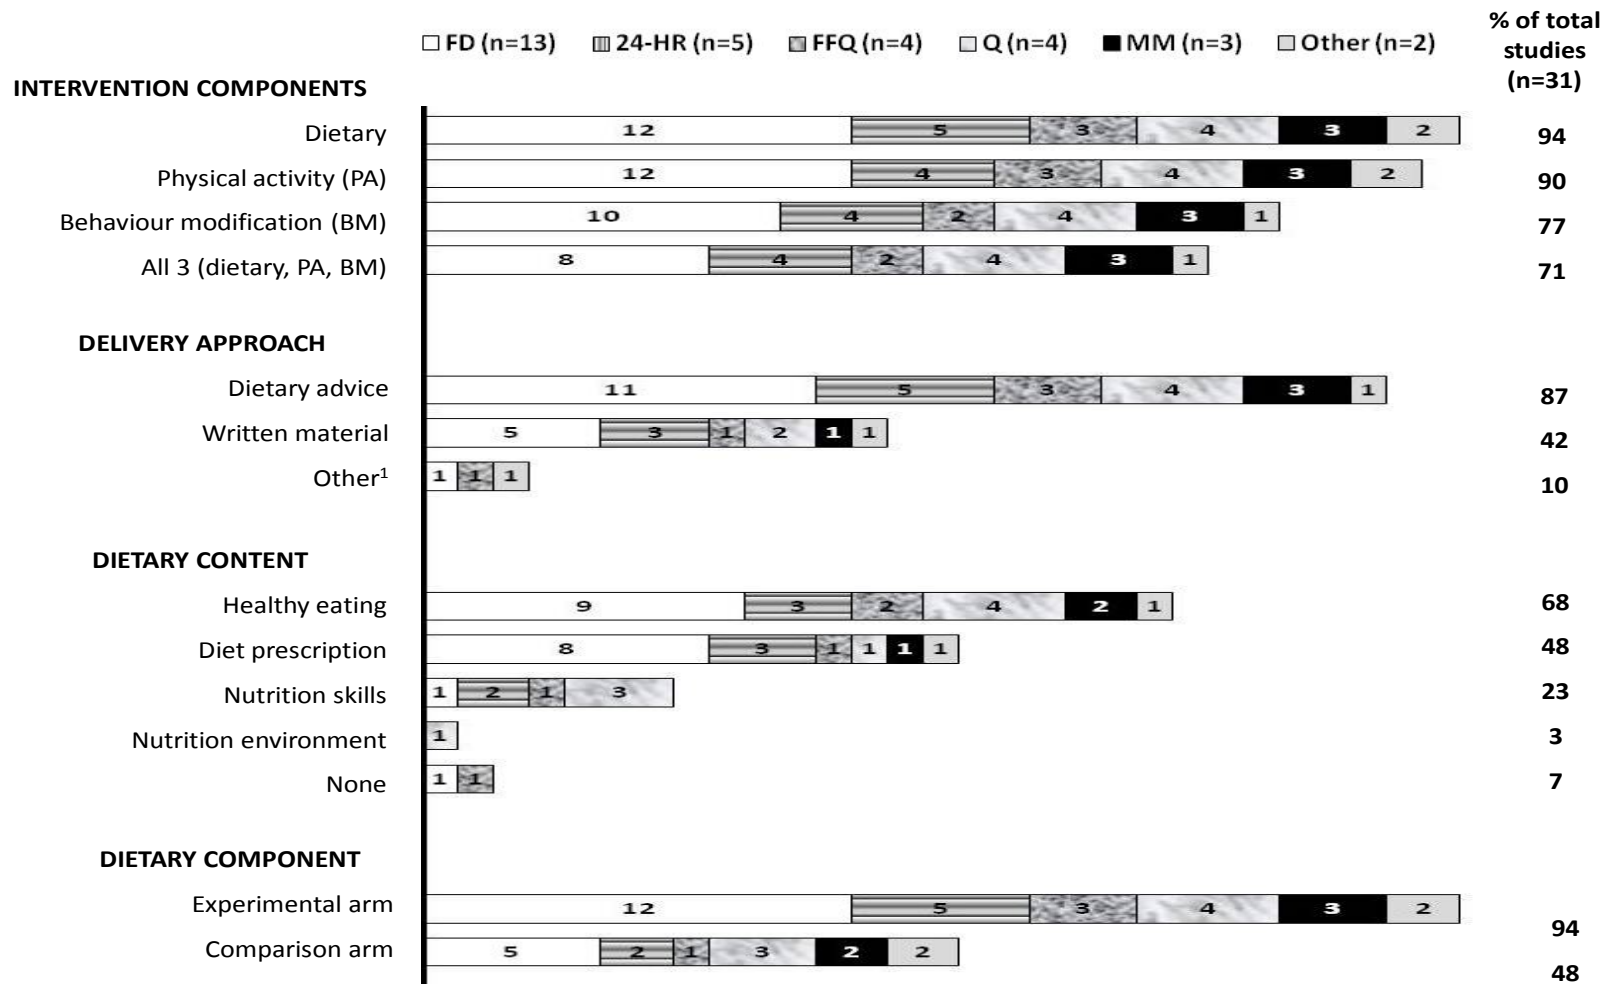 FD (n=13) 24-HR (n=5) FFQ (n=4) Q (n=4) MM (n=3) Other (n=2)
% of total
studies
(n=31)
INTERVENTION COMPONENTS
Dietary 12 5 3 4 3 2 94
Physical activity (PA) 12 4 3 4 3 2 90
Behaviour modification (BM) 10 4 2 4 3 1 77
All 3 (dietary, PA, BM) 8 4 2 4 3 1 71
DELIVERY APPROACH
Dietary advice 11 5 3 4 3 1 87
Written material 5 3 1 2 1 1 42
Other¹ 1 1 1 10
DIETARY CONTENT
Healthy eating 9 3 2 4 2 1 68
Diet prescription 8 3 1 1 1 1 48
Nutrition skills 1 2 1 3 23
Nutrition environment 1 3
None 1 1 7
DIETARY COMPONENT
Experimental arm 12 5 3 4 3 2 94
Comparison arm 5 2 1 3 2 2 48